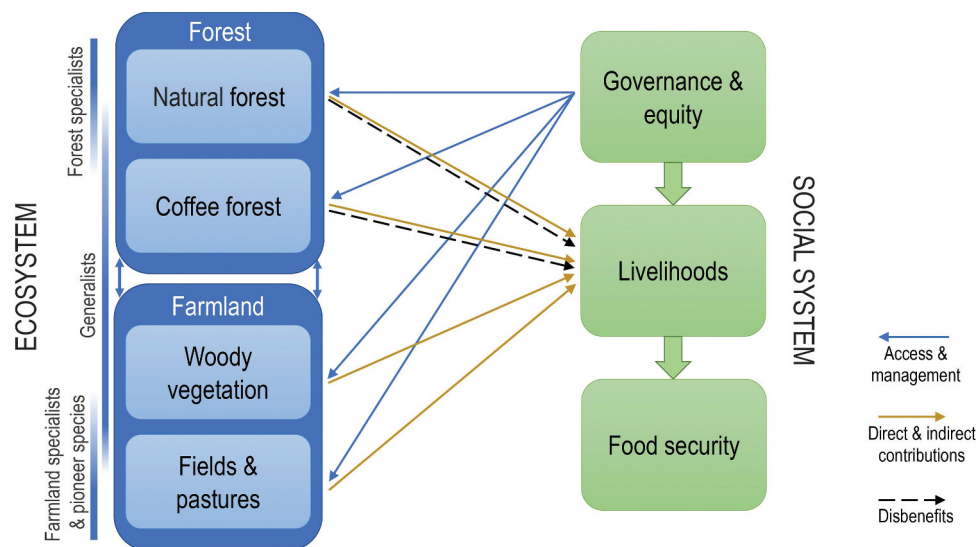 ECOSYSTEM
Forest specialists
Generalists
Farmland specialists
& pioneer species
Forest
Natural forest
Coffee forest
Farmland
Woody
vegetation
Fields &
pastures
Governance &
equity
Livelihoods
Food security
SOCIAL SYSTEM
Access &
management
Direct & indirect
contributions
Disbenefits